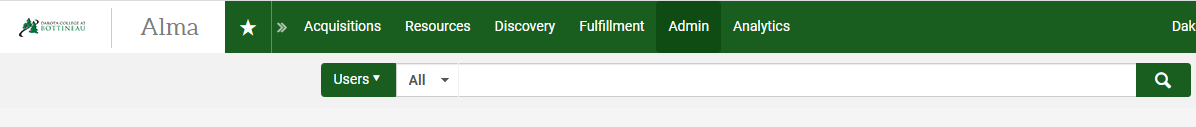 DAKOTA COLLEGE AT
BOTTINEAU
Alma
Acquisitions Resources Discovery Fulfillment Admin Analytics Dak
Users All